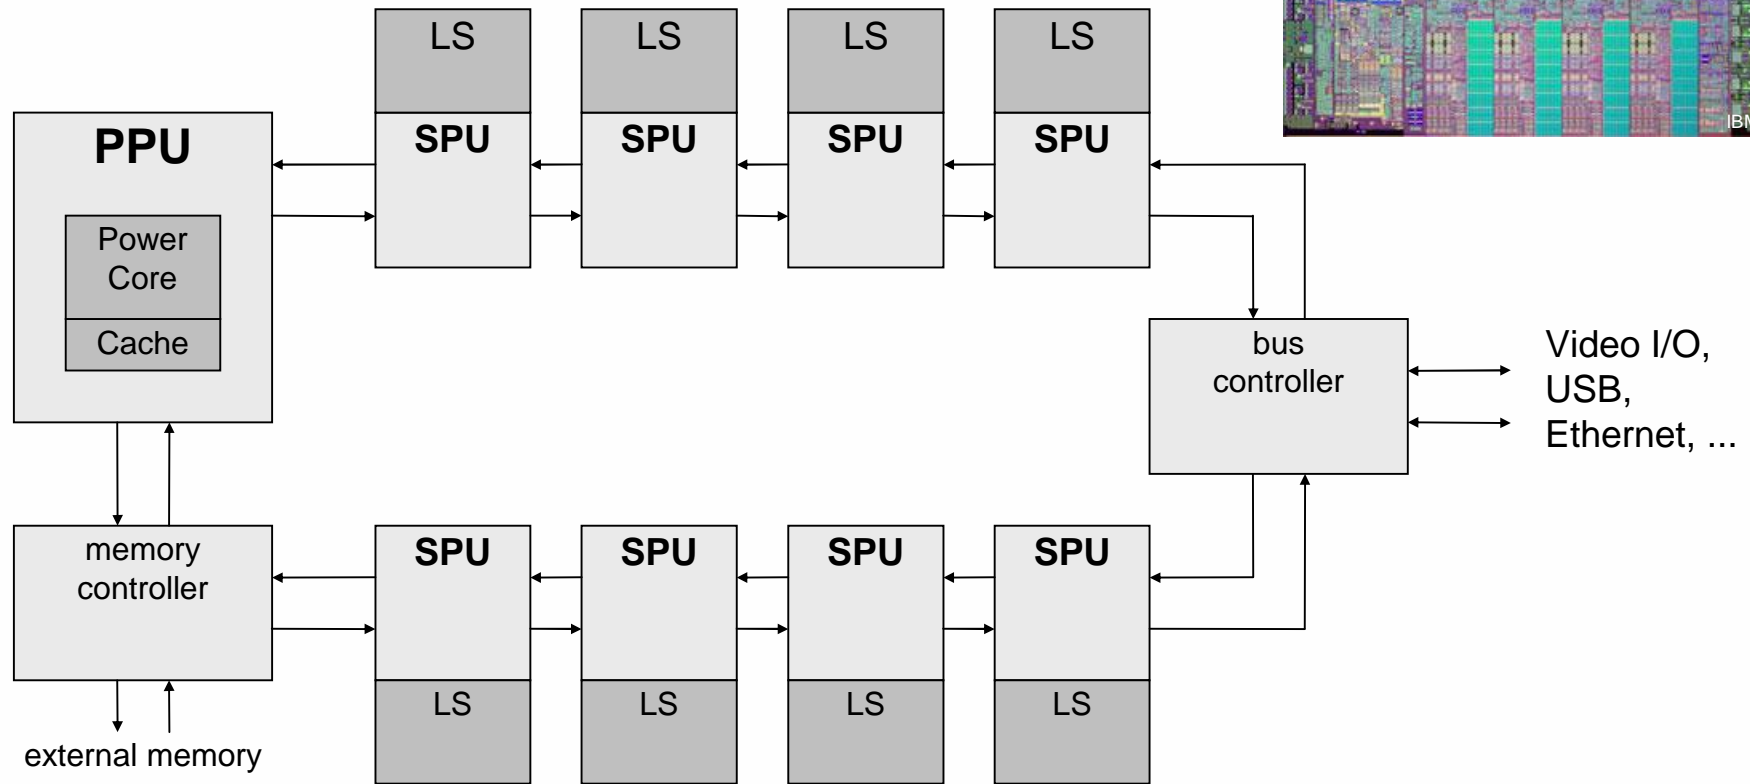 LS
LS
LS
LS
IBM
PPU
SPU
SPU
SPU
SPU
Power
Core
Cache
bus
controller
Video I/O,
USB,
Ethernet, ...
memory
controller
SPU
SPU
SPU
SPU
LS
LS
LS
LS
external memory